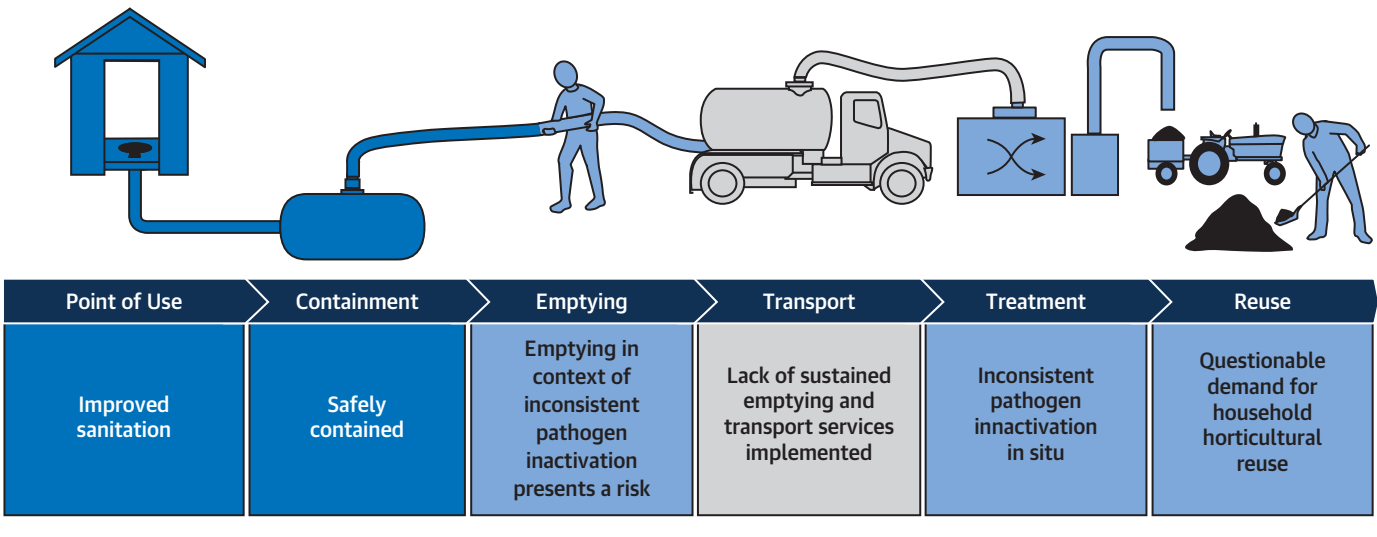 Point of Use
Containment
Emptying
Transport
Treatment
Reuse
Improved
sanitation
Safely
contained
Emptying in
context of
inconsistent
pathogen
inactivation
presents a risk
Lack of sustained
emptying and
transport services
implemented
Inconsistent
pathogen
innactivation
in situ
Questionable
demand for
household
horticultural
reuse